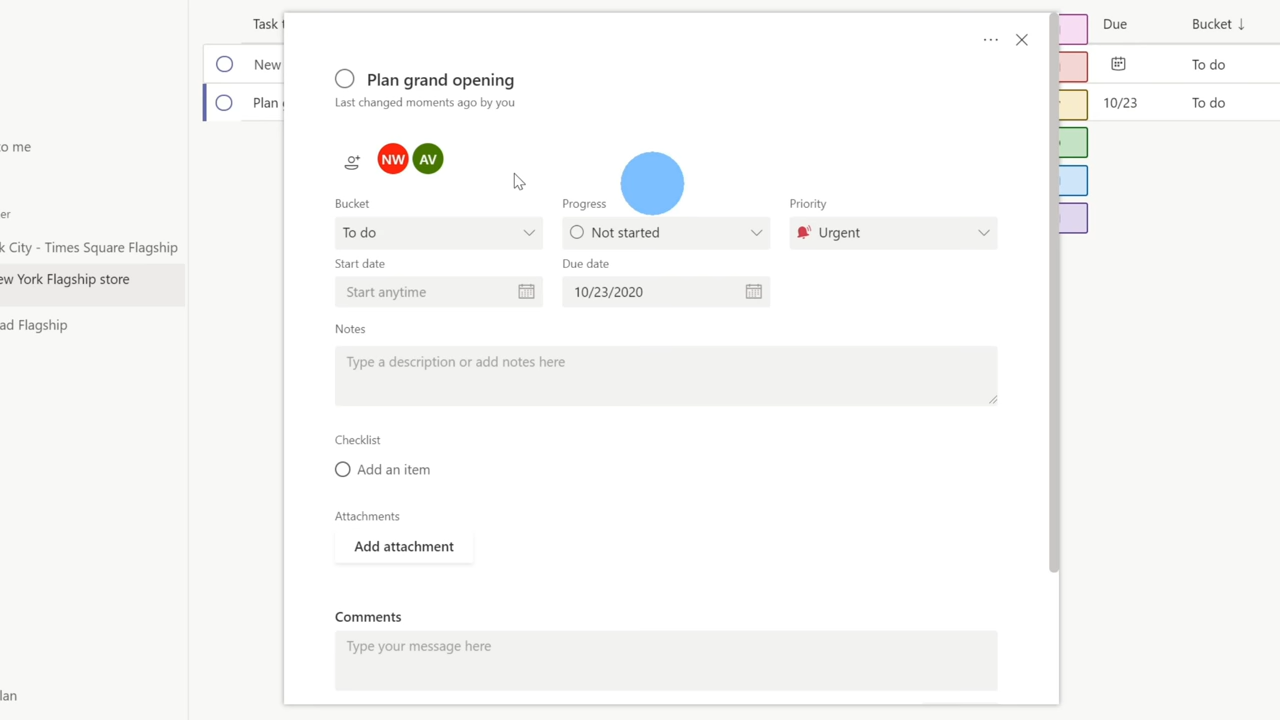 Task t
Due
Bucket ↓
New
To do
Plan g
10/23
To do
o me
er
k City - Times Square Flagship
ew York Flagship store
ad Flagship
lan
Plan grand opening
Last changed moments ago by you
NW AV
Bucket
Progress
Priority
To do
Not started
Urgent
Start date
Due date
Start anytime
10/23/2020
Notes
Type a description or add notes here
Checklist
Add an item
Attachments
Add attachment
Comments
Type your message here